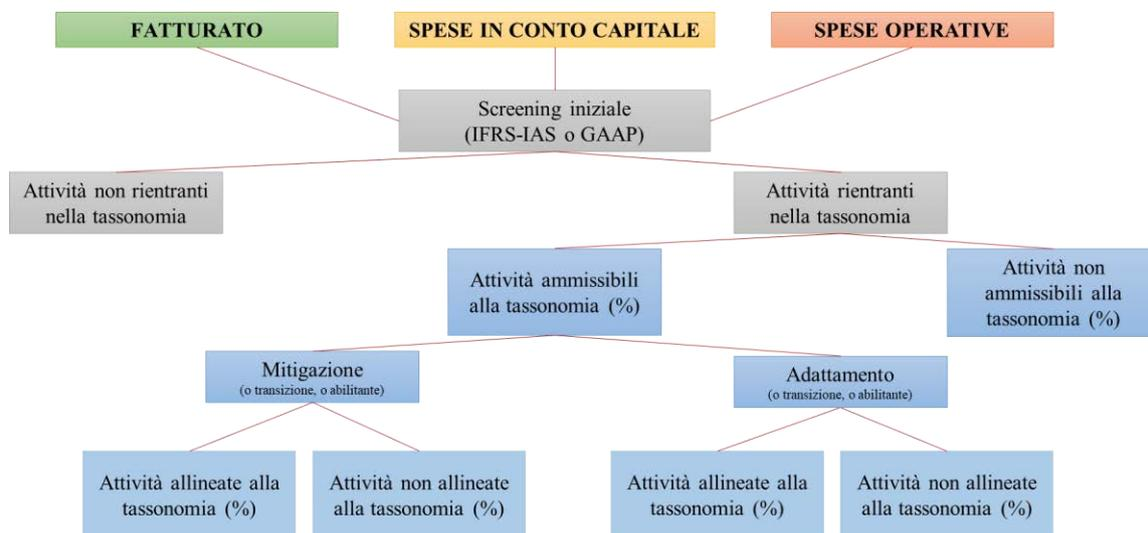 FATTURATO
SPESE IN CONTO CAPITALE
SPESE OPERATIVE
Screening iniziale
(IFRS-IAS o GAAP)
Attività non rientranti
nella tassonomia
Attività rientranti
nella tassonomia
Attività ammissibili
alla tassonomia (%)
Attività non
ammissibili alla
tassonomia (%)
Mitigazione
(o transizione, o abilitante)
Adattamento
(o transizione, o abilitante)
Attività allineate alla
tassonomia (%)
Attività non allineate
alla tassonomia (%)
Attività allineate alla
tassonomia (%)
Attività non allineate
alla tassonomia (%)